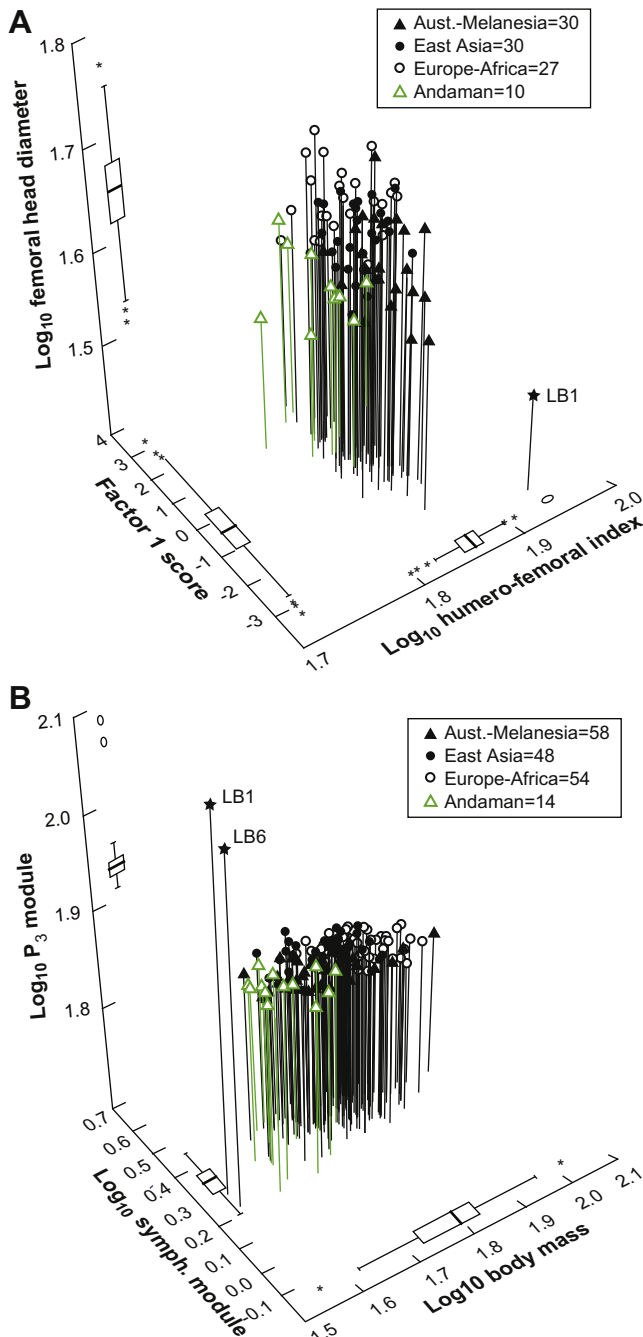 A
Aust.-Melanesia=30
East Asia=30
Europe-Africa=27
Andaman=10
Log10 femoral head diameter
1.8
1.7
1.6
1.5
LB1
4
3
2
1
0
-1
-2
-3
Factor 1 score
1.7
1.8
1.9
2.0
Log10 humero-femoral index
B
Aust.-Melanesia=58
East Asia=48
Europe-Africa=54
Andaman=14
Log10 P3 module
2.1
2.0
1.9
1.8
LB1
LB6
0.7
0.6
0.5
0.4
0.3
0.2
0.1
0.0
-0.1
Log10 symph. module
1.5
1.6
1.7
1.8
1.9
2.0
2.1
Log10 body mass